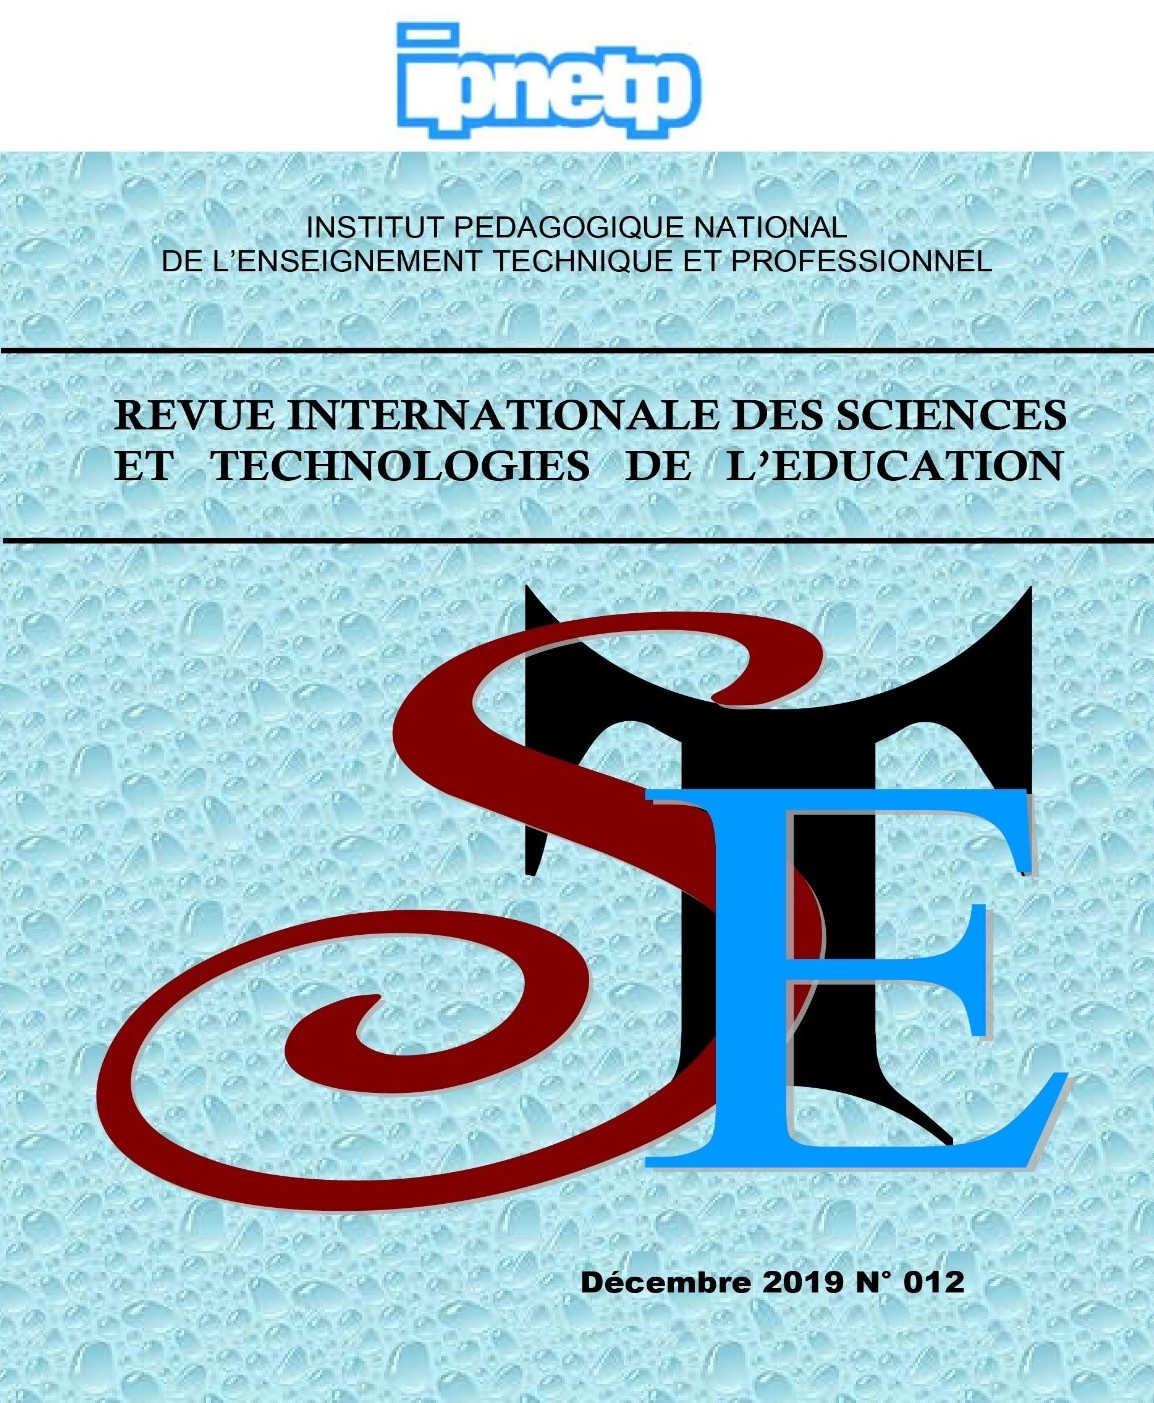 ipnetp
INSTITUT PEDAGOGIQUE NATIONAL
DE L’ENSEIGNEMENT TECHNIQUE ET PROFESSIONNEL
REVUE INTERNATIONALE DES SCIENCES
ET TECHNOLOGIES DE L’EDUCATION
STE
Décembre 2019 N° 012